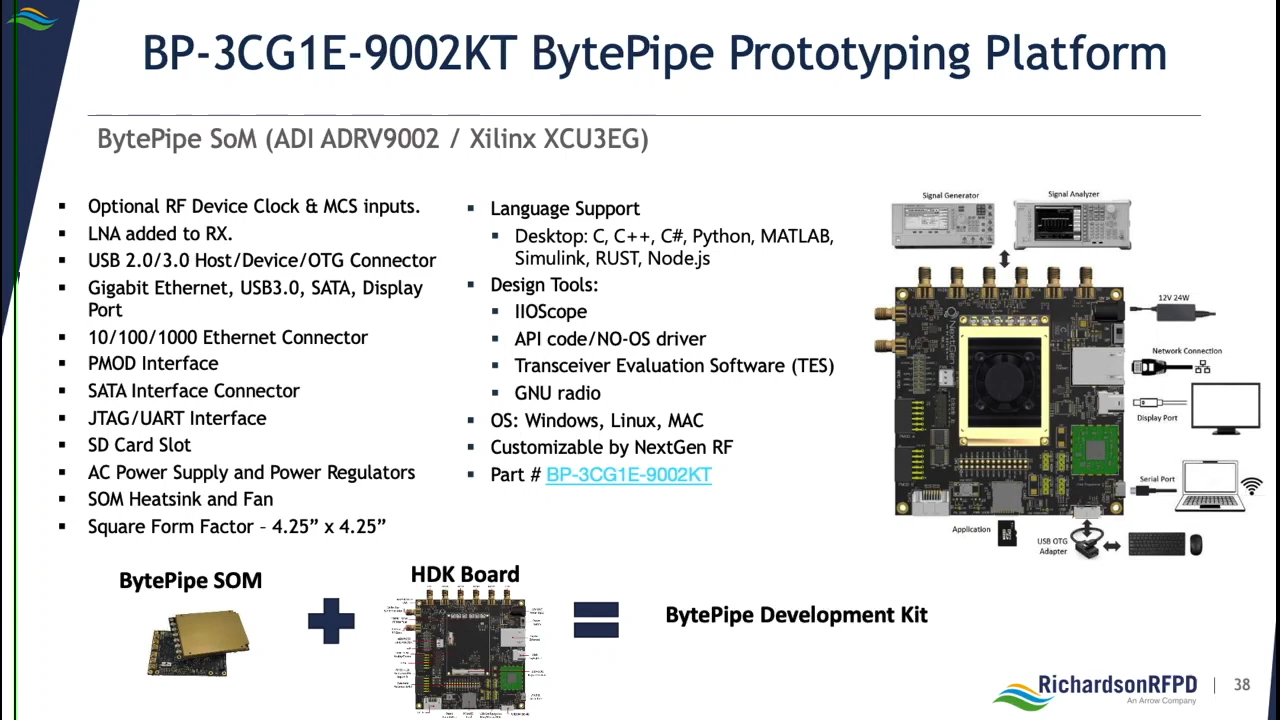 BP-3CG1E-9002KT BytePipe Prototyping Platform
BytePipe SoM (ADI ADRV9002 / Xilinx XCU3EG)
▪ Optional RF Device Clock & MCS inputs.
▪ LNA added to RX.
▪ USB 2.0/3.0 Host/Device/OTG Connector
▪ Gigabit Ethernet, USB3.0, SATA, Display
Port
▪ 10/100/1000 Ethernet Connector
▪ PMOD Interface
▪ SATA Interface Connector
▪ JTAG/UART Interface
▪ SD Card Slot
▪ AC Power Supply and Power Regulators
▪ SOM Heatsink and Fan
▪ Square Form Factor – 4.25” x 4.25”
▪ Language Support
▪ Desktop: C, C++, C#, Python, MATLAB,
Simulink, RUST, Node.js
▪ Design Tools:
▪ IIOScope
▪ API code/NO-OS driver
▪ Transceiver Evaluation Software (TES)
▪ GNU radio
▪ OS: Windows, Linux, MAC
▪ Customizable by NextGen RF
▪ Part # BP-3CG1E-9002KT
Signal Generator
Signal Analyzer
12V 24W
Network Connection
Display Port
Serial Port
Application
USB OTG
Adapter
NextGen
BytePipe SOM
HDK Board
BytePipe Development Kit
RichardsonRFPD
An Arrow Company
38